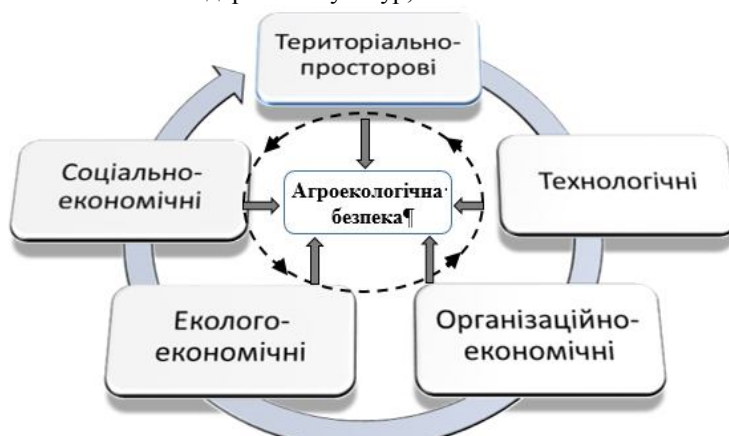 Територіально-
просторові
Соціально-
економічні
Агроекологічна
безпека¶
Технологічні
Еколого-
економічні
Організаційно-
економічні